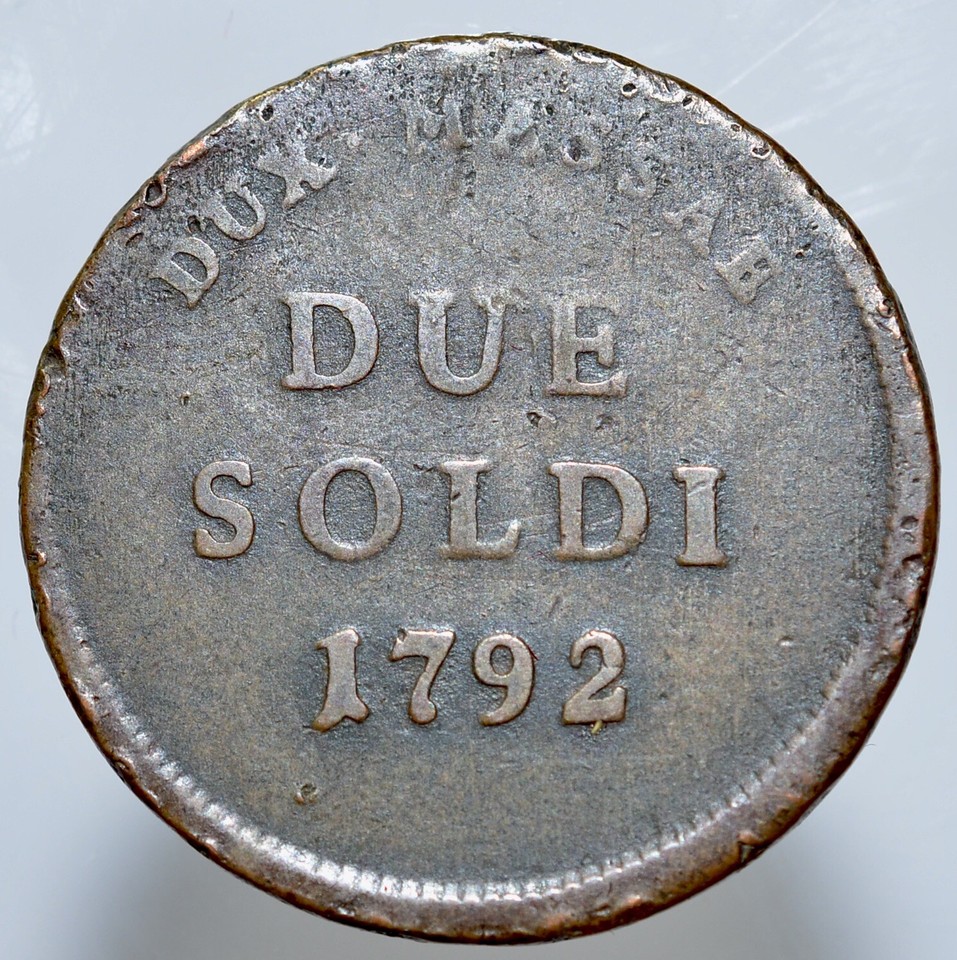 DUX · MASSAE
DUE
SOLDI
1792